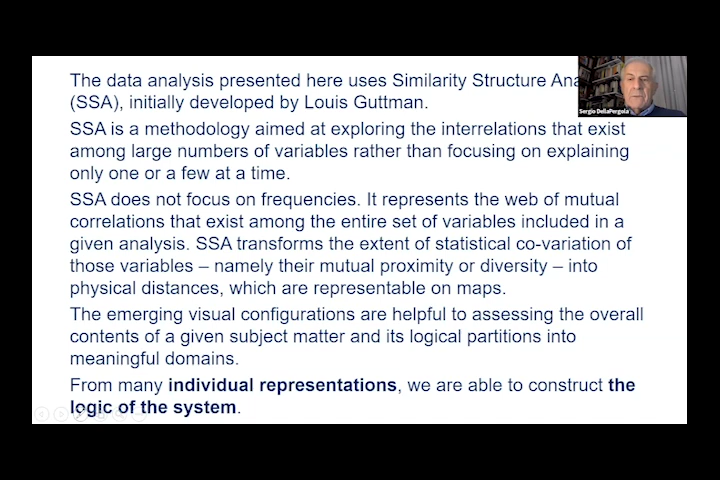 The data analysis presented here uses Similarity Structure Ana
(SSA), initially developed by Louis Guttman.
SSA is a methodology aimed at exploring the interrelations that exist
among large numbers of variables rather than focusing on explaining
only one or a few at a time.
SSA does not focus on frequencies. It represents the web of mutual
correlations that exist among the entire set of variables included in a
given analysis. SSA transforms the extent of statistical co-variation of
those variables – namely their mutual proximity or diversity – into
physical distances, which are representable on maps.
The emerging visual configurations are helpful to assessing the overall
contents of a given subject matter and its logical partitions into
meaningful domains.
From many individual representations, we are able to construct the
logic of the system.
Sergio DellaPergola